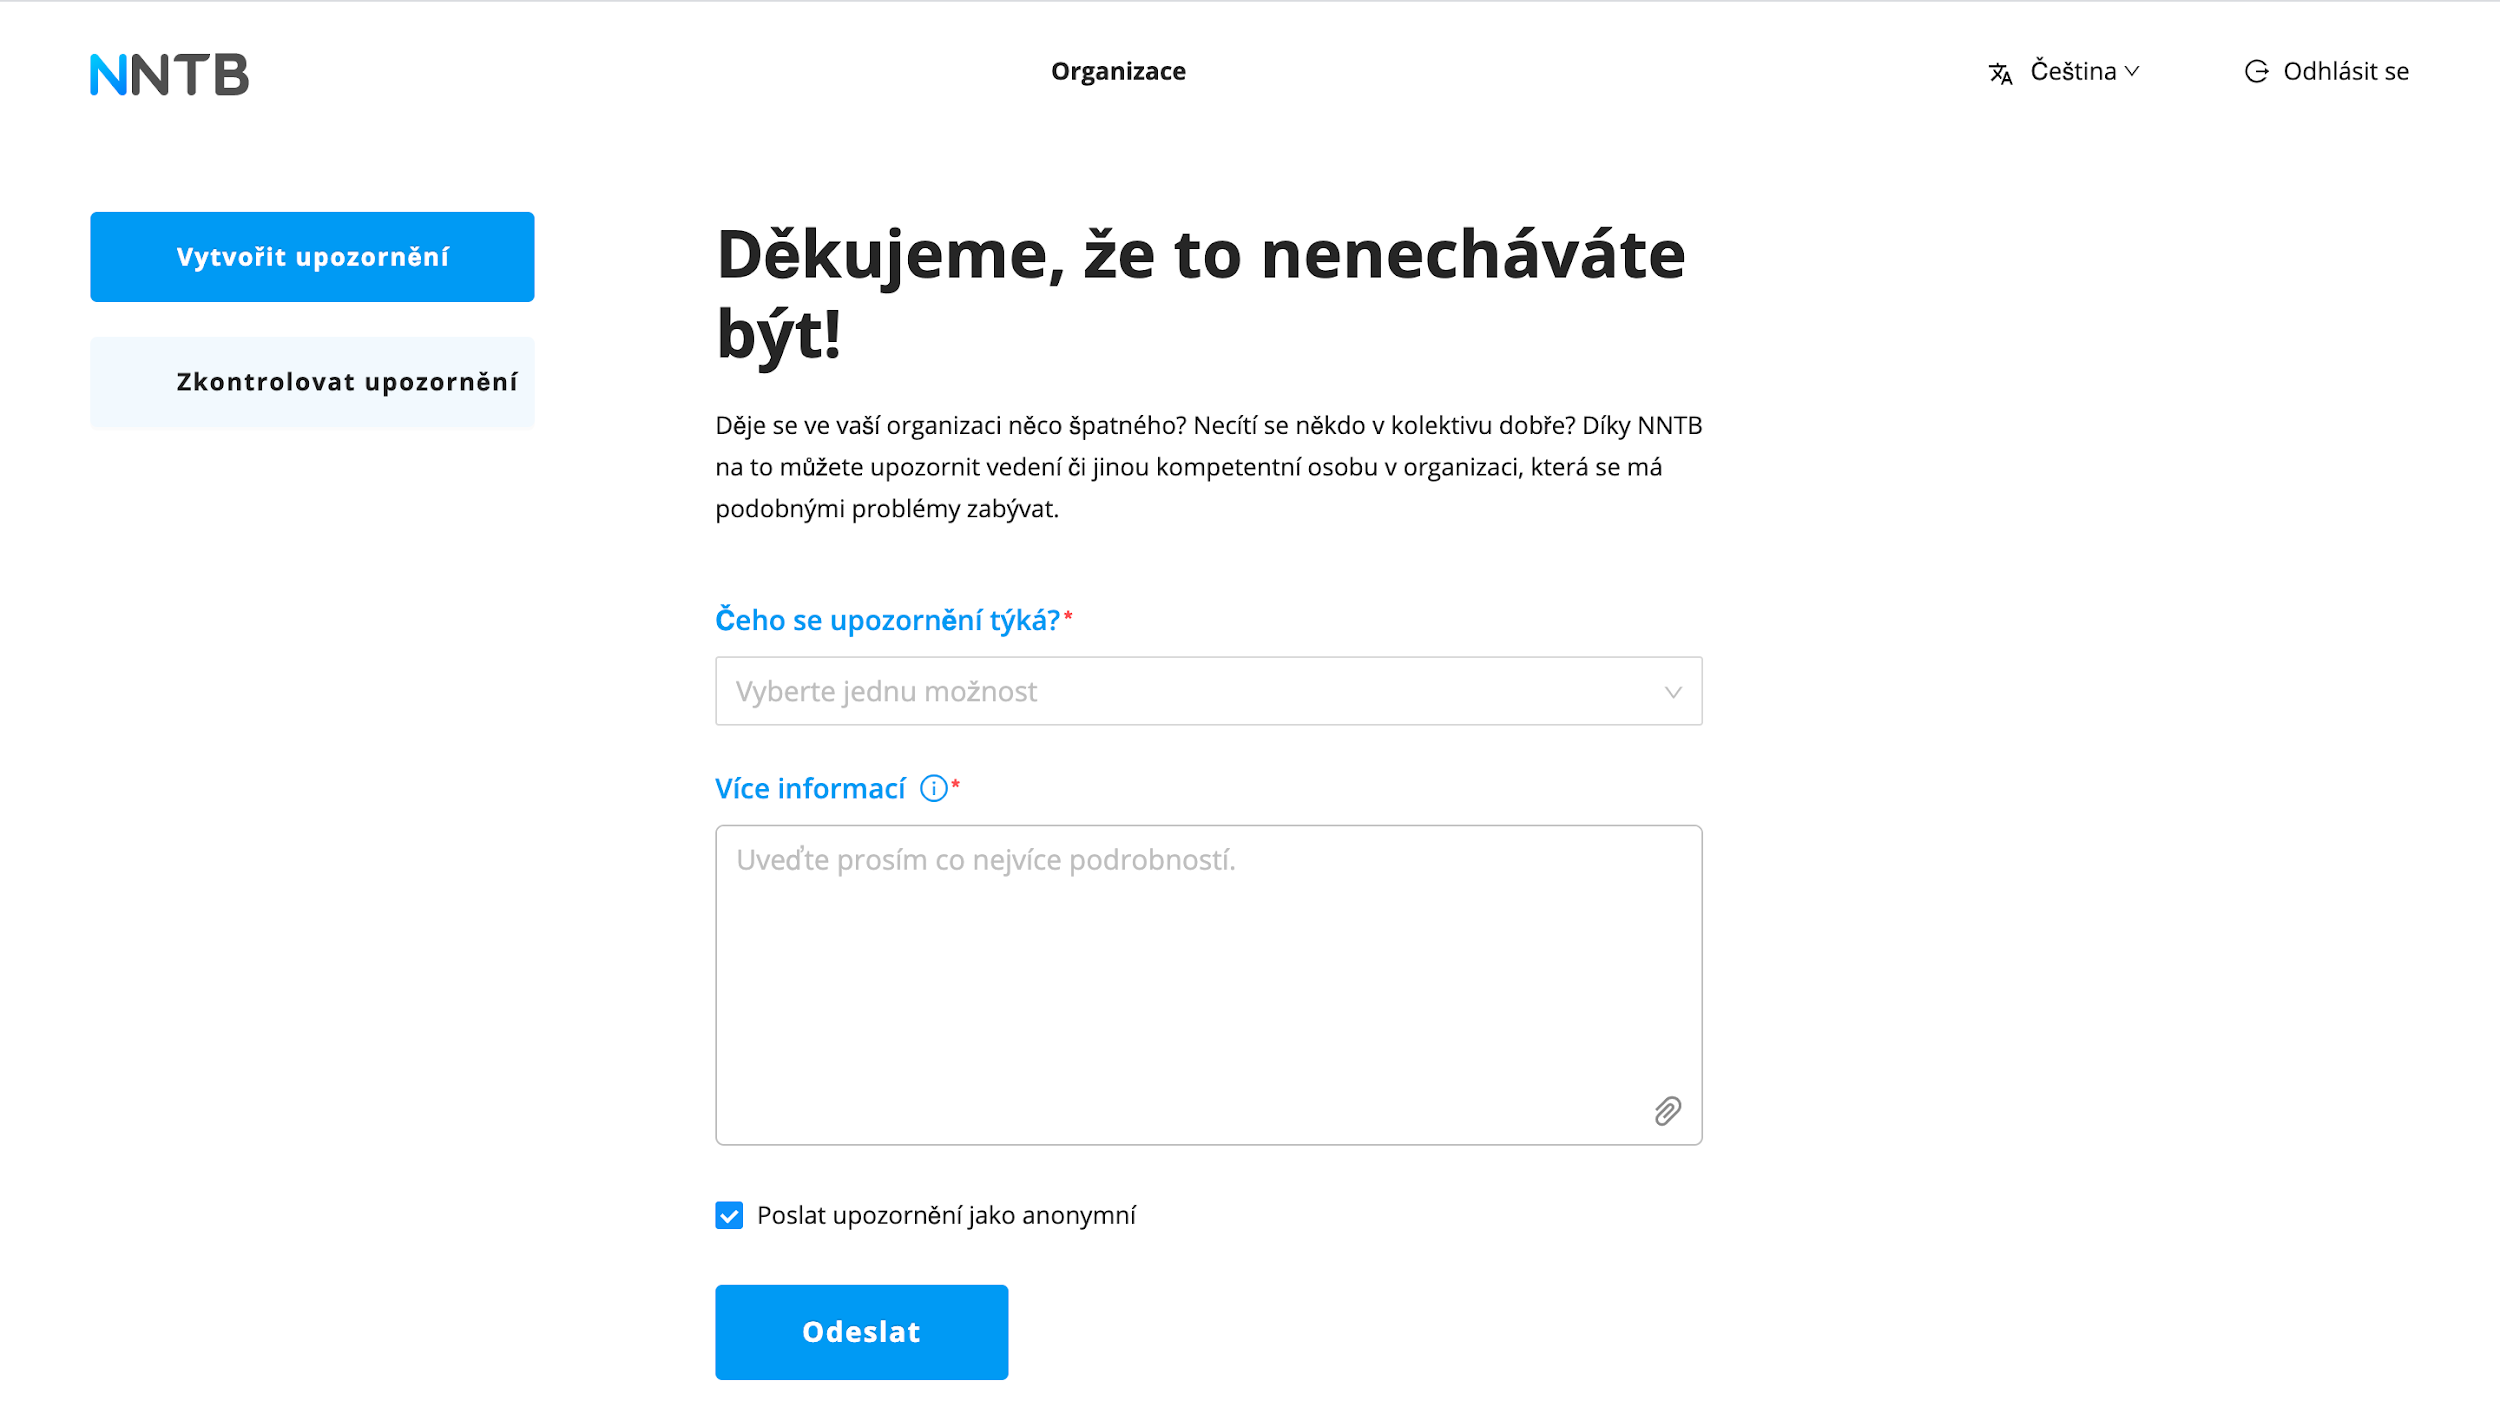 NNTB
Organizace
Čeština
Odhlásit se
Vytvořit upozornění
Zkontrolovat upozornění
Děkujeme, že to nenecháváte
být!
Děje se ve vaší organizaci něco špatného? Necítí se někdo v kolektivu dobře? Díky NNTB
na to můžete upozornit vedení či jinou kompetentní osobu v organizaci, která se má
podobnými problémy zabývat.
Čeho se upozornění týká?*
Vyberte jednu možnost
Více informací *
Uveďte prosím co nejvíce podrobností.
Poslat upozornění jako anonymní
Odeslat